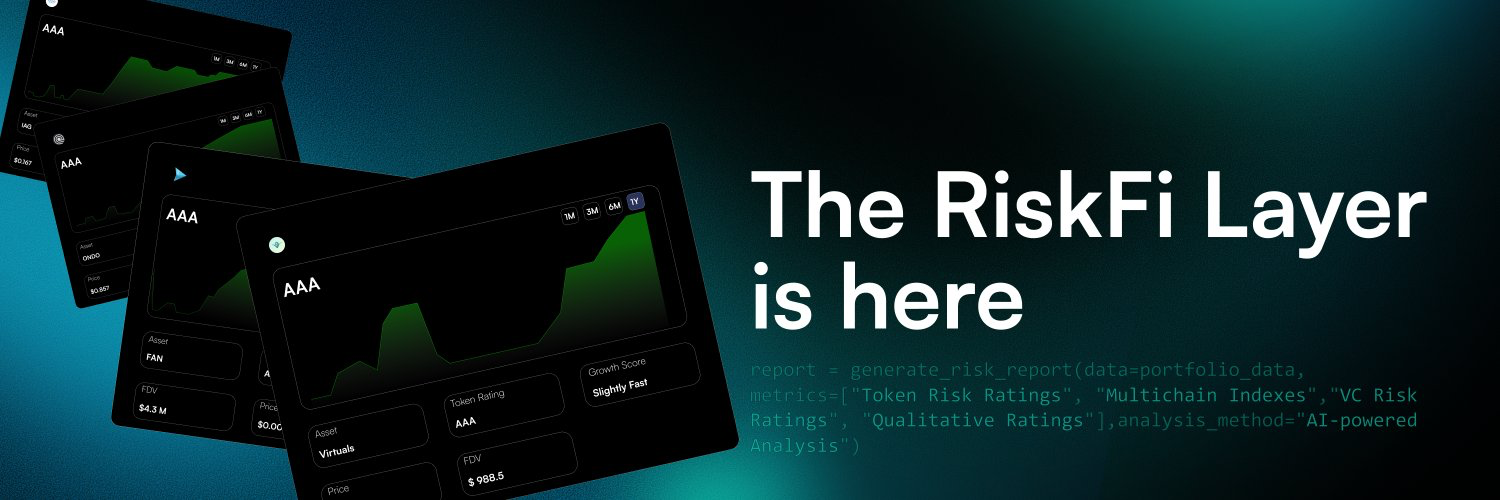 AAA
1M 3M 6M 1Y
Asset
IAG
Price
$0.167
AAA
1M 3M 6M 1Y
Asset
ONDO
Price
$0.857
AAA
Asset
FAN
FDV
$4.3 M
Price
$0.00
AAA
1M 3M 6M 1Y
Asset
Virtuals
Token Rating
AAA
Growth Score
Slightly Fast
Price
FDV
$ 988.5
The RiskFi Layer
is here
report = generate_risk_report(data=portfolio_data,
metrics=["Token Risk Ratings", "Multichain Indexes","VC Risk
Ratings", "Qualitative Ratings"],analysis_method="AI-powered
Analysis")